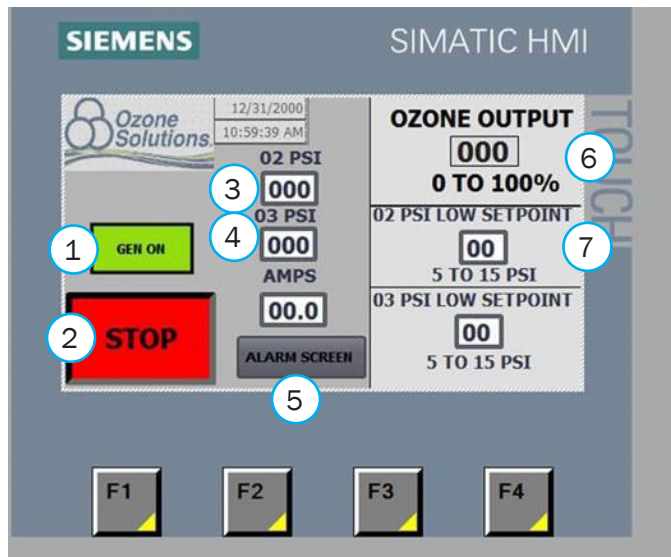 SIEMENS
SIMATIC HMI
TOUCH
Ozone
Solutions.
12/31/2000
10:59:39 AM
02 PSI
3
000
03 PSI
4
000
AMPS
00.0
1
GEN ON
2
STOP
ALARM SCREEN
5
OZONE OUTPUT
000
6
0 TO 100%
02 PSI LOW SETPOINT
00
7
5 TO 15 PSI
03 PSI LOW SETPOINT
00
5 TO 15 PSI
F1
F2
F3
F4